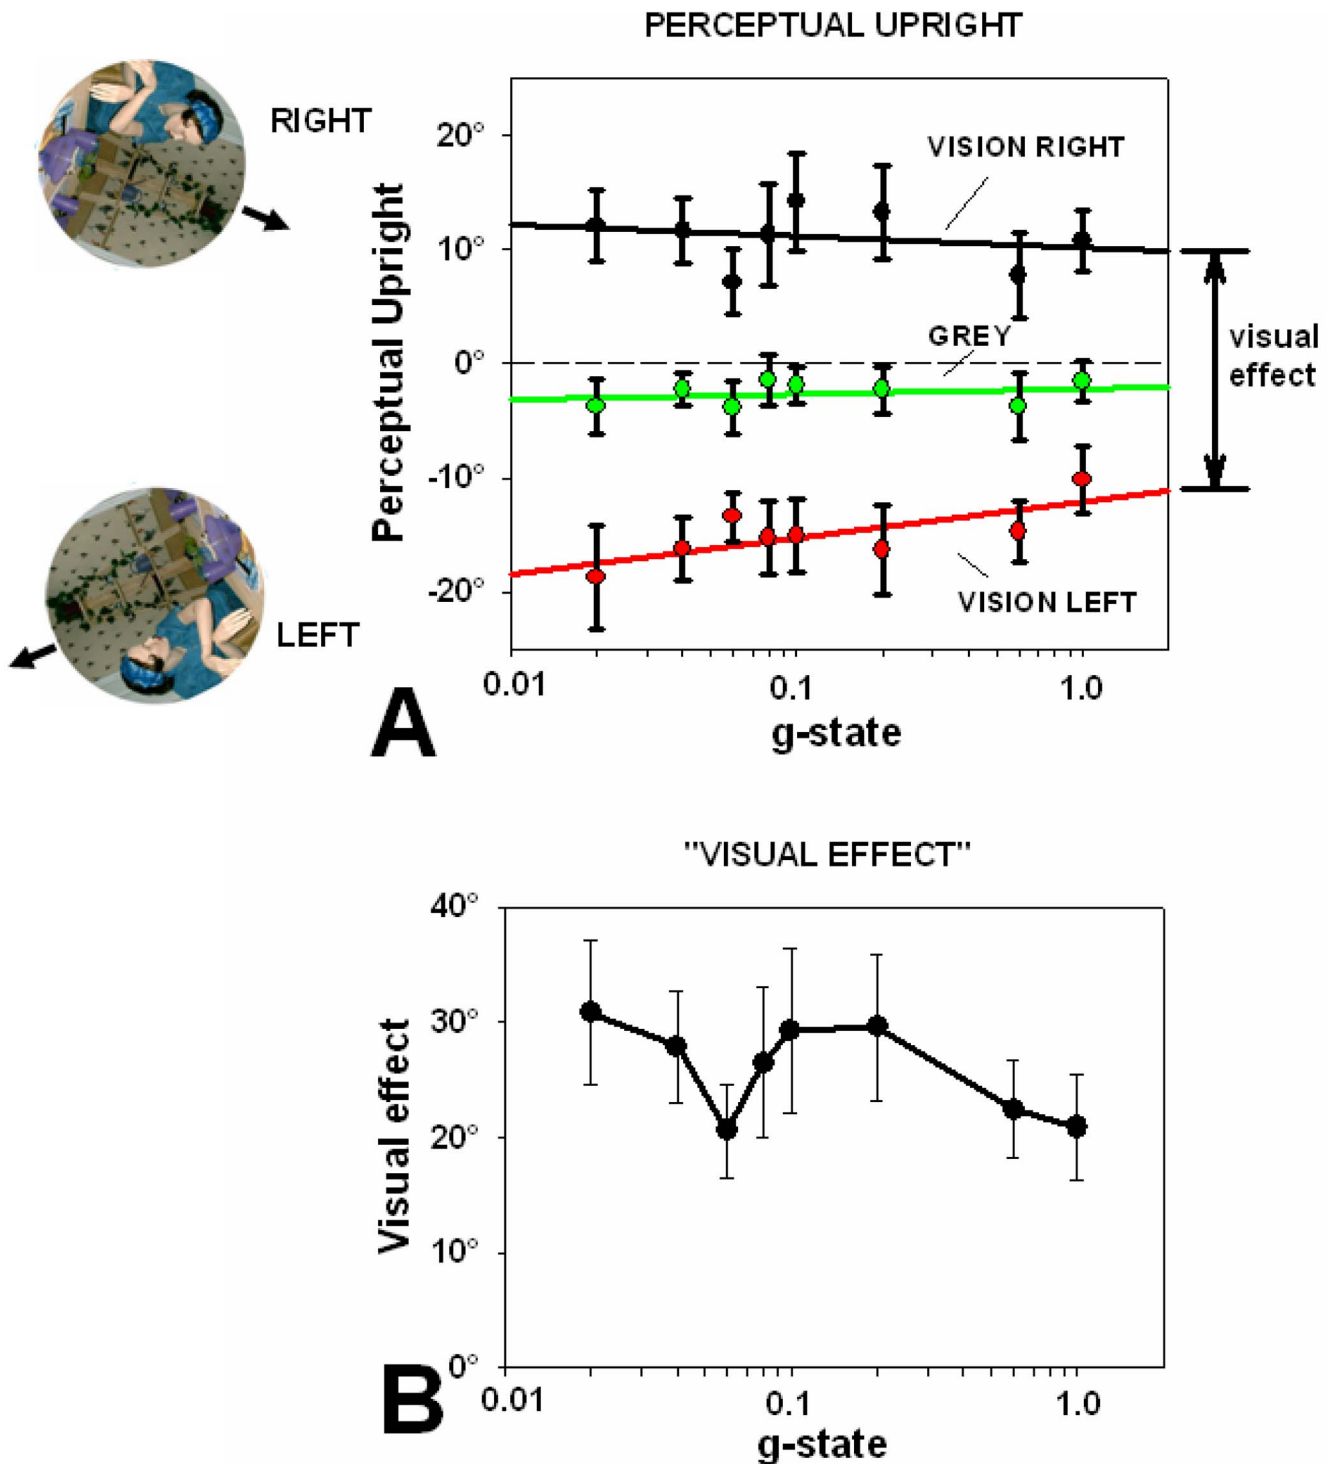 PERCEPTUAL UPRIGHT
RIGHT
LEFT
Perceptual Upright
20°
10°
0°
-10°
-20°
VISION RIGHT
GREY
VISION LEFT
visual
effect
0.01
0.1
1.0
g-state
A
"VISUAL EFFECT"
Visual effect
40°
30°
20°
10°
0°
0.01
0.1
1.0
g-state
B